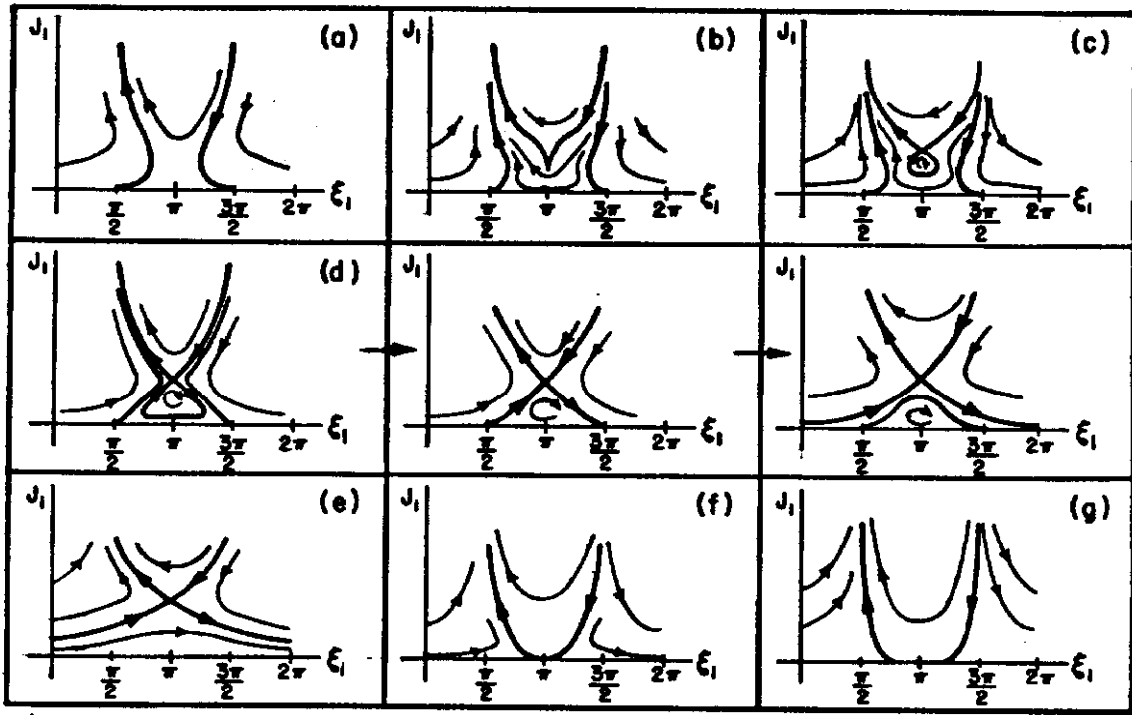 J₁ (a)
π/2 π 3π/2 2π ξ₁
J₁ (b)
π/2 π 3π/2 2π ξ₁
J₁ (c)
π/2 π 3π/2 2π ξ₁
J₁ (d)
π/2 π 3π/2 2π ξ₁
J₁
π/2 π 3π/2 2π ξ₁
J₁
π/2 π 3π/2 2π ξ₁
J₁ (e)
π/2 π 3π/2 2π ξ₁
J₁ (f)
π/2 π 3π/2 2π ξ₁
J₁ (g)
π/2 π 3π/2 2π ξ₁